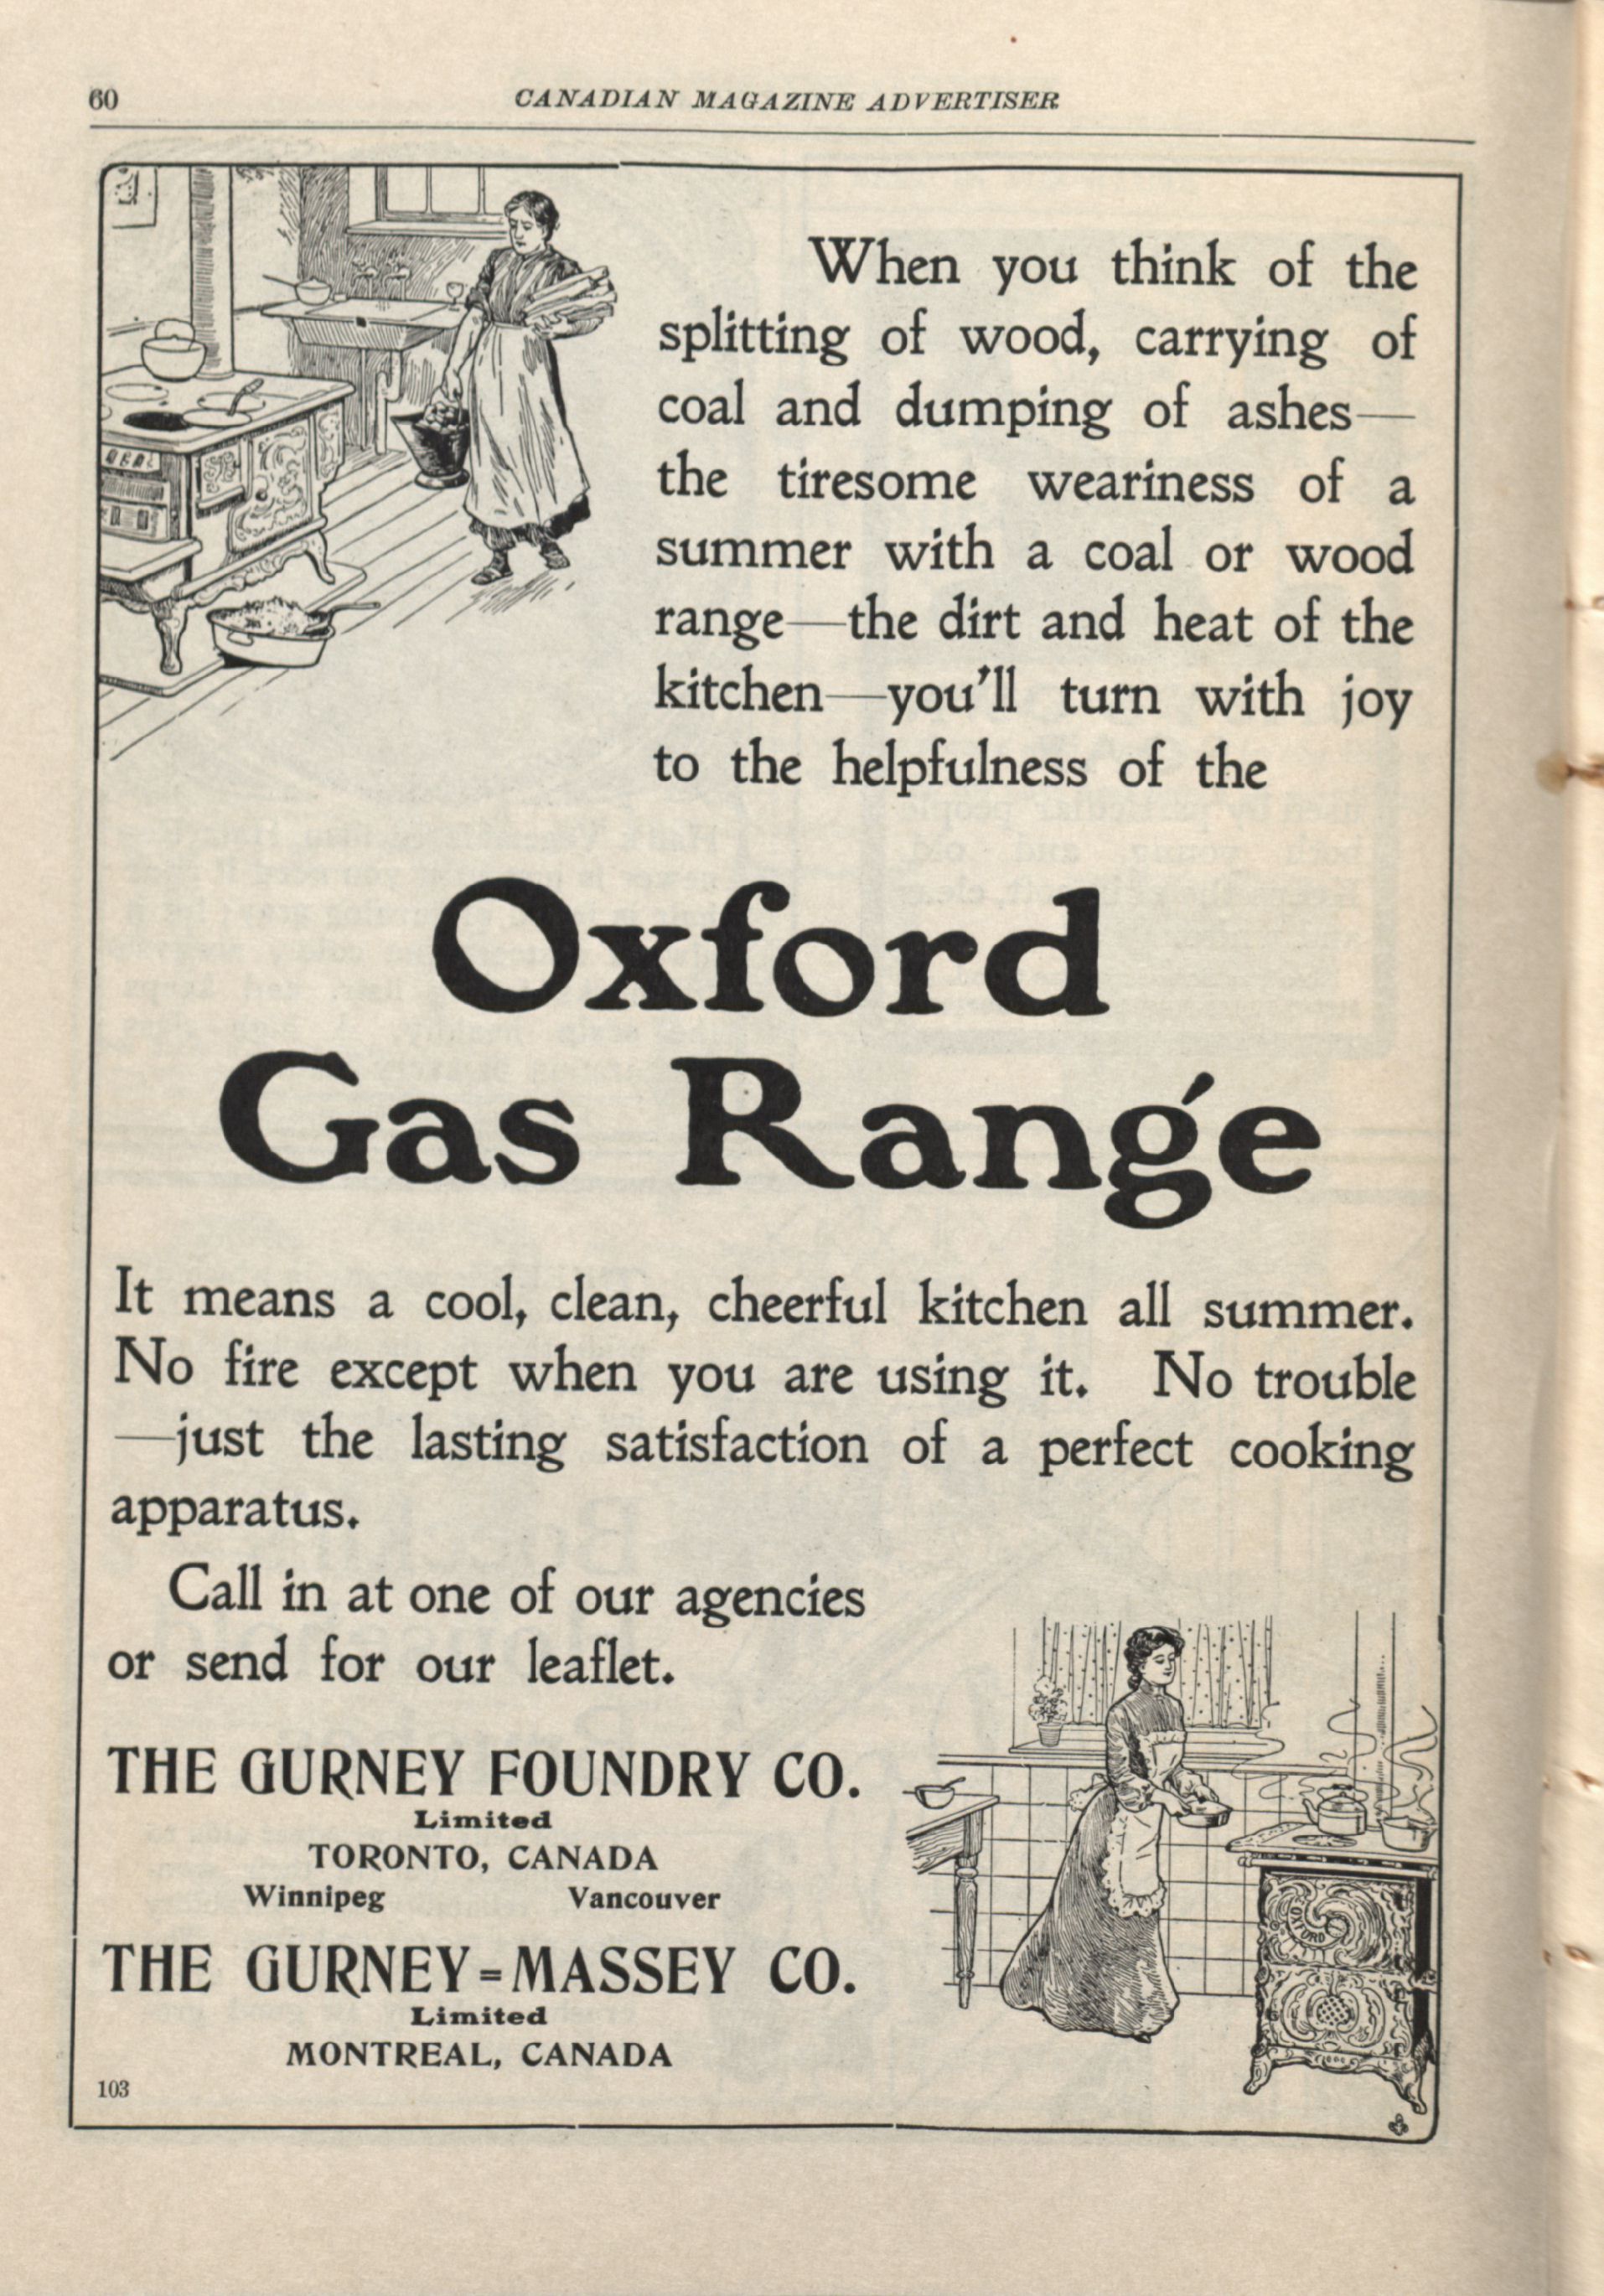 60
CANADIAN MAGAZINE ADVERTISER
When you think of the
splitting of wood, carrying of
coal and dumping of ashes—
the tiresome weariness of a
summer with a coal or wood
range—the dirt and heat of the
kitchen—you'll turn with joy
to the helpfulness of the
Oxford
Gas Range
It means a cool, clean, cheerful kitchen all summer.
No fire except when you are using it. No trouble
—just the lasting satisfaction of a perfect cooking
apparatus.
Call in at one of our agencies
or send for our leaflet.
THE GURNEY FOUNDRY CO.
Limited
TORONTO, CANADA
Winnipeg Vancouver
THE GURNEY=MASSEY CO.
Limited
MONTREAL, CANADA
103
OXFORD